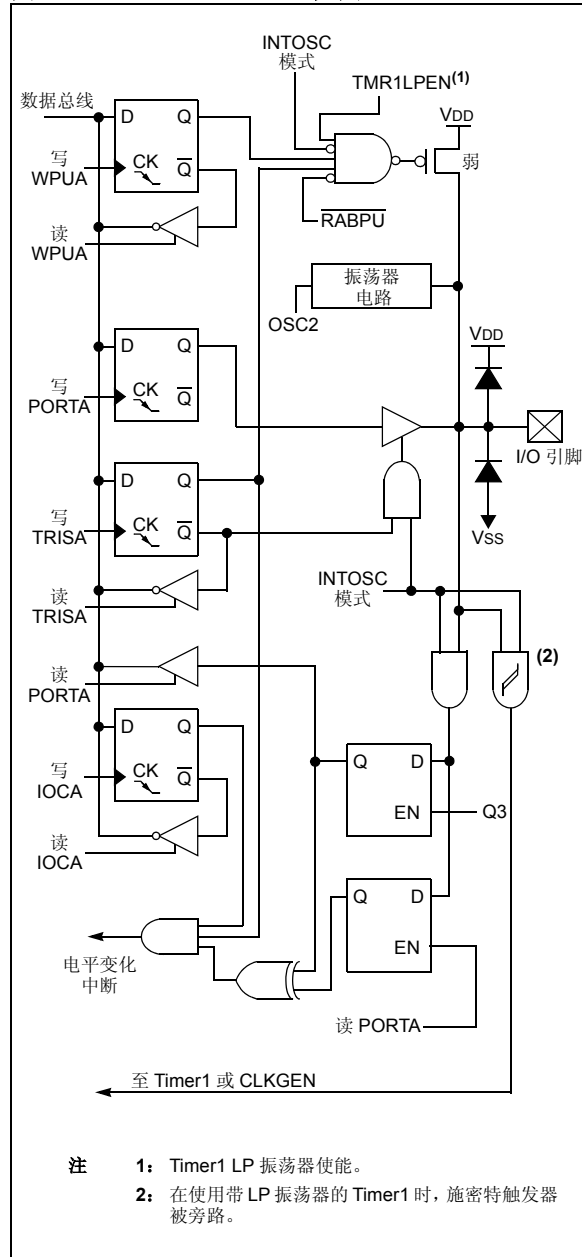 INTOSC
模式
TMR1LPEN(1)
数据总线
D Q
VDD
写
WPUA
CK
Q
弱
读
WPUA
RABPU
振荡器
电路
OSC2
D Q
VDD
写
PORTA
CK
Q
I/O 引脚
D Q
写
TRISA
CK
Q
VSS
INTOSC
模式
读
TRISA
(2)
读
PORTA
D Q
写
IOCA
CK
Q
Q D
EN
Q3
读
IOCA
Q D
EN
电平变化
中断
读 PORTA
至 Timer1 或 CLKGEN
注 1： Timer1 LP 振荡器使能。
2： 在使用带 LP 振荡器的 Timer1 时，施密特触发器
被旁路。